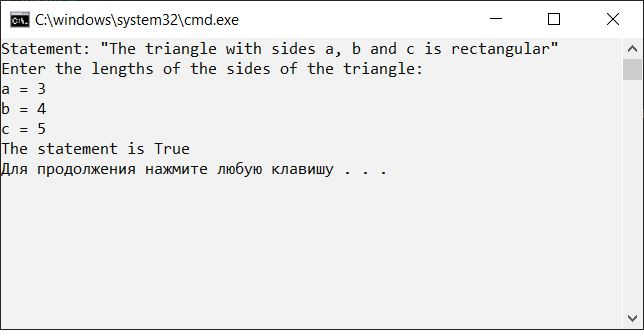 C:\windows\system32\cmd.exe
Statement: "The triangle with sides a, b and c is rectangular"
Enter the lengths of the sides of the triangle:
a = 3
b = 4
c = 5
The statement is True
Для продолжения нажмите любую клавишу . . .